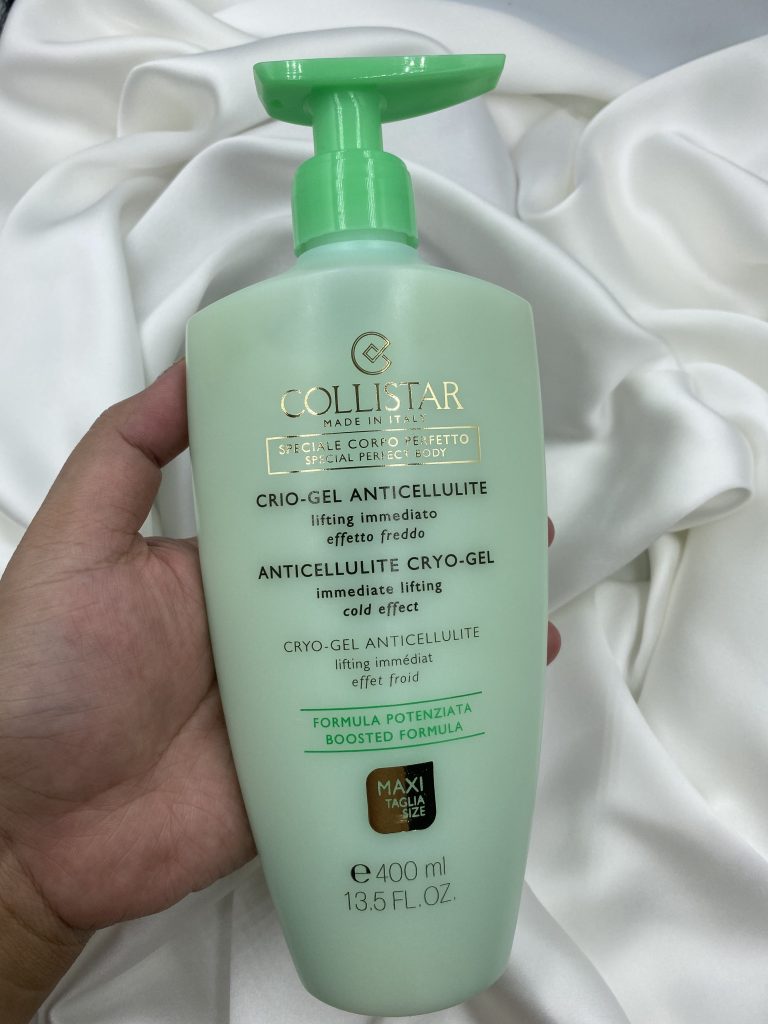 COLLISTAR
MADE IN ITALY
SPECIALE CORPO PERFETTO
SPECIAL PERFECT BODY
CRIO-GEL ANTICELLULITE
lifting immediato
effetto freddo
ANTICELLULITE CRYO-GEL
immediate lifting
cold effect
CRYO-GEL ANTICELLULITE
lifting immédiat
effet froid
FORMULA POTENZIATA
BOOSTED FORMULA
MAXI
TAGLIA
SIZE
℮ 400 ml
13.5 FL.OZ.